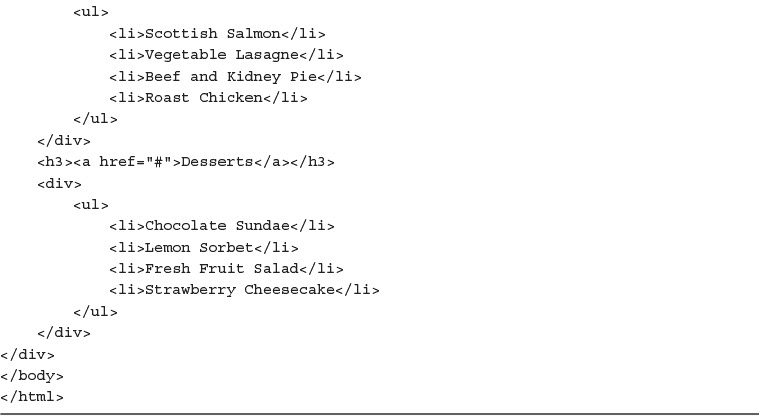 <ul>
            <li>Scottish Salmon</li>
            <li>Vegetable Lasagne</li>
            <li>Beef and Kidney Pie</li>
            <li>Roast Chicken</li>
        </ul>
    </div>
    <h3><a href="#">Desserts</a></h3>
    <div>
        <ul>
            <li>Chocolate Sundae</li>
            <li>Lemon Sorbet</li>
            <li>Fresh Fruit Salad</li>
            <li>Strawberry Cheesecake</li>
        </ul>
    </div>
</div>
</body>
</html>